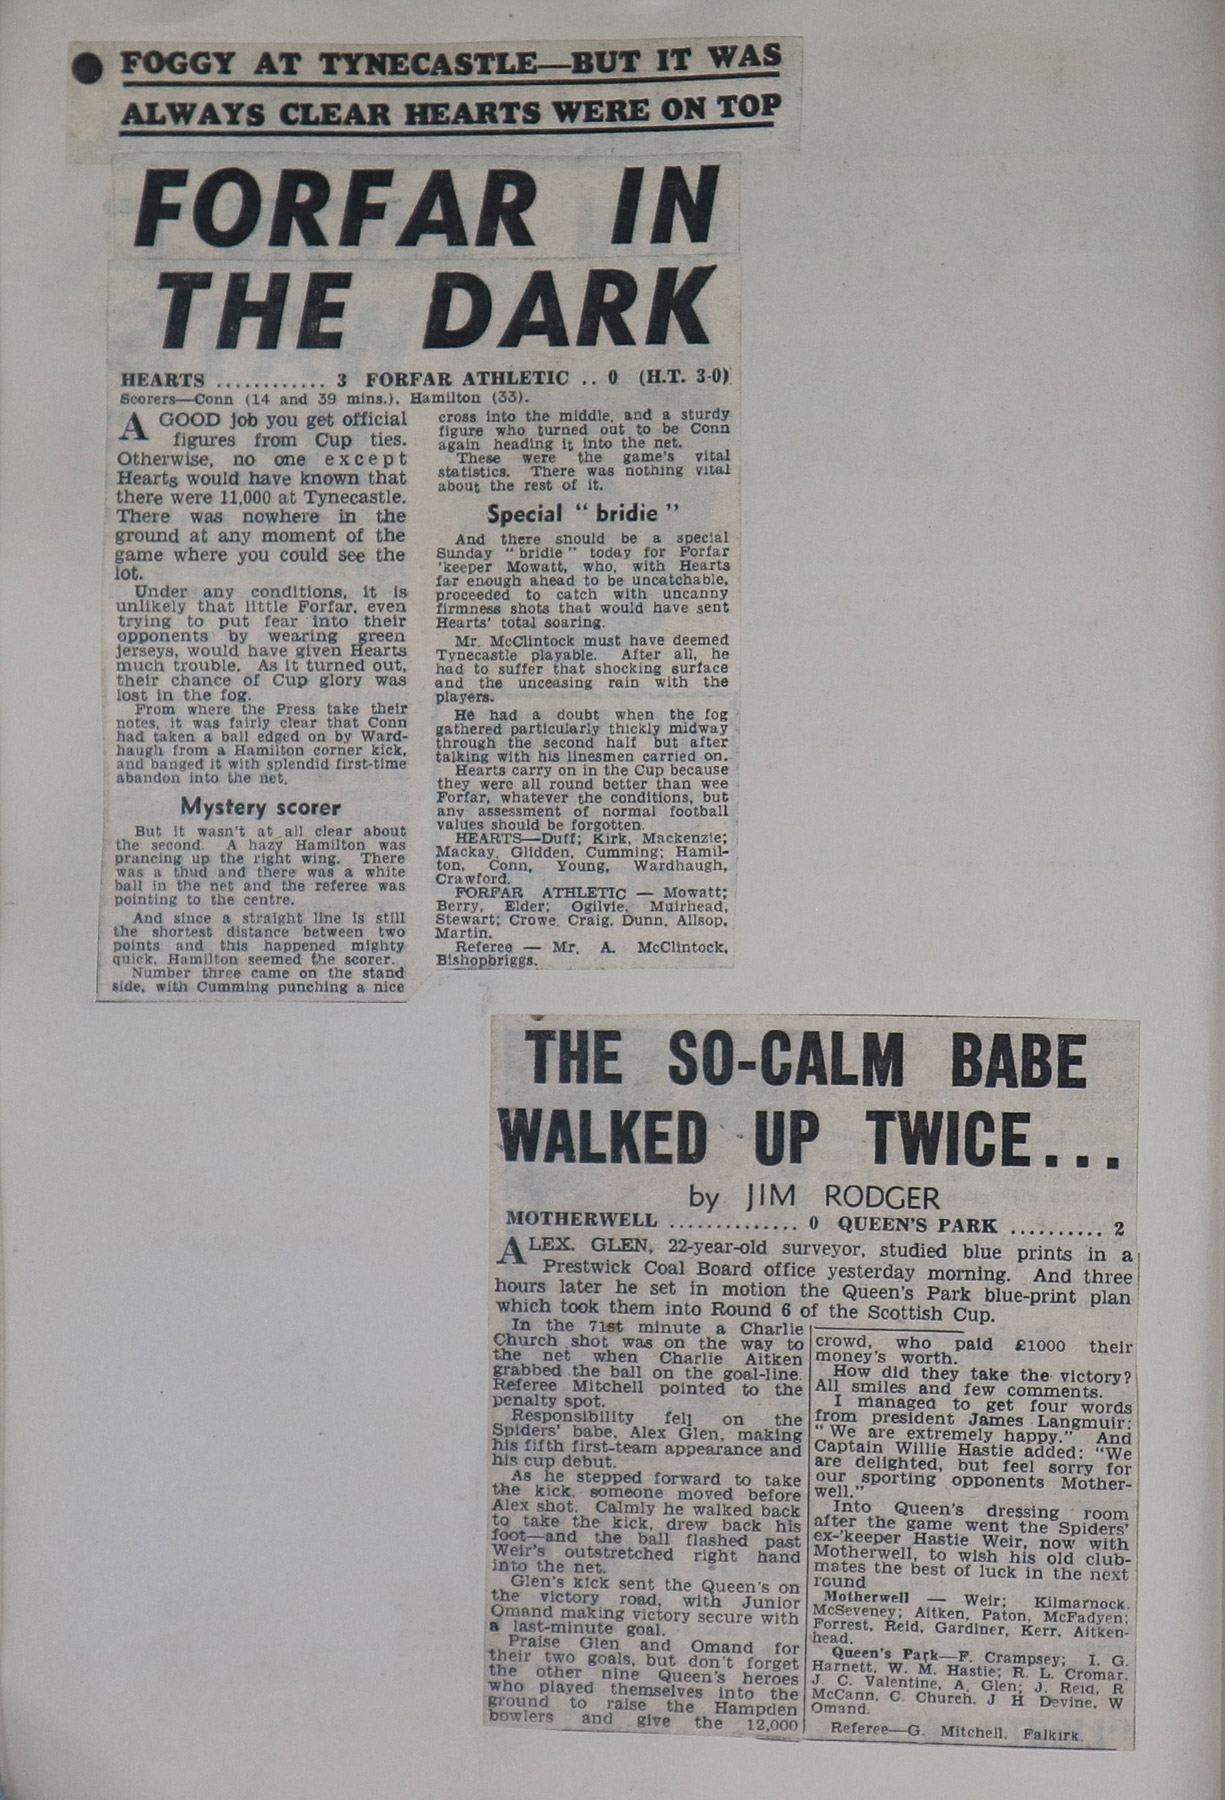 ● FOGGY AT TYNECASTLE—BUT IT WAS
ALWAYS CLEAR HEARTS WERE ON TOP
FORFAR IN
THE DARK
HEARTS ............ 3 FORFAR ATHLETIC .. 0 (H.T. 3-0)
Scorers—Conn (14 and 39 mins.), Hamilton (33).
A GOOD job you get official
figures from Cup ties.
Otherwise, no one except
Hearts would have known that
there were 11,000 at Tynecastle.
There was nowhere in the
ground at any moment of the
game where you could see the
lot.
Under any conditions, it is
unlikely that little Forfar, even
trying to put fear into their
opponents by wearing green
jerseys, would have given Hearts
much trouble. As it turned out,
their chance of Cup glory was
lost in the fog.
From where the Press take their
notes, it was fairly clear that Conn
had taken a ball edged on by Ward-
haugh from a Hamilton corner kick,
and banged it with splendid first-time
abandon into the net.
Mystery scorer
But it wasn't at all clear about
the second. A hazy Hamilton was
prancing up the right wing. There
was a thud and there was a white
ball in the net and the referee was
pointing to the centre.
And since a straight line is still
the shortest distance between two
points and this happened mighty
quick, Hamilton seemed the scorer.
Number three came on the stand
side, with Cumming punching a nice
cross into the middle, and a sturdy
figure who turned out to be Conn
again heading it into the net.
These were the game's vital
statistics. There was nothing vital
about the rest of it.
Special " bridie "
And there should be a special
Sunday " bridie " today for Forfar
'keeper Mowatt, who, with Hearts
far enough ahead to be uncatchable,
proceeded to catch with uncanny
firmness shots that would have sent
Hearts' total soaring.
Mr. McClintock must have deemed
Tynecastle playable. After all, he
had to suffer that shocking surface
and the unceasing rain with the
players.
He had a doubt when the fog
gathered particularly thickly midway
through the second half but after
talking with his linesmen carried on.
Hearts carry on in the Cup because
they were all round better than wee
Forfar, whatever the conditions, but
any assessment of normal football
values should be forgotten.
HEARTS—Duff; Kirk, Mackenzie;
Mackay, Glidden, Cumming; Hamil-
ton, Conn, Young, Wardhaugh,
Crawford.
FORFAR ATHLETIC — Mowatt;
Berry, Elder; Ogilvie, Muirhead,
Stewart; Crowe, Craig, Dunn, Allsop,
Martin.
Referee — Mr. A. McClintock,
Bishopbriggs.
THE SO-CALM BABE
WALKED UP TWICE...
by JIM RODGER
MOTHERWELL .............. 0 QUEEN'S PARK .......... 2
ALEX. GLEN, 22-year-old surveyor, studied blue prints in a
Prestwick Coal Board office yesterday morning. And three
hours later he set in motion the Queen's Park blue-print plan
which took them into Round 6 of the Scottish Cup.
In the 71st minute a Charlie
Church shot was on the way to
the net when Charlie Aitken
grabbed the ball on the goal-line.
Referee Mitchell pointed to the
penalty spot.
Responsibility fell on the
Spiders' babe, Alex Glen, making
his fifth first-team appearance and
his cup debut.
As he stepped forward to take
the kick, someone moved before
Alex shot. Calmly he walked back
to take the kick, drew back his
foot—and the ball flashed past
Weir's outstretched right hand
into the net.
Glen's kick sent the Queen's on
the victory road, with Junior
Omand making victory secure with
a last-minute goal.
Praise Glen and Omand for
their two goals, but don't forget
the other nine Queen's heroes
who played themselves into the
ground to raise the Hampden
bowlers and give the 12,000
crowd, who paid £1000 their
money's worth.
How did they take the victory?
All smiles and few comments.
I managed to get four words
from president James Langmuir:
" We are extremely happy." And
Captain Willie Hastie added: "We
are delighted, but feel sorry for
our sporting opponents Mother-
well."
Into Queen's dressing room
after the game went the Spiders'
ex-'keeper Hastie Weir, now with
Motherwell, to wish his old club-
mates the best of luck in the next
round
Motherwell — Weir; Kilmarnock,
McSeveney; Aitken, Paton, McFadyen;
Forrest, Reid, Gardiner, Kerr, Aitken-
head.
Queen's Park—F. Crampsey; I. G.
Harnett, W. M. Hastie; R. L. Cromar,
J. C. Valentine, A. Glen; J. Reid, R
McCann, C. Church, J H Devine, W
Omand.
Referee—G. Mitchell, Falkirk.